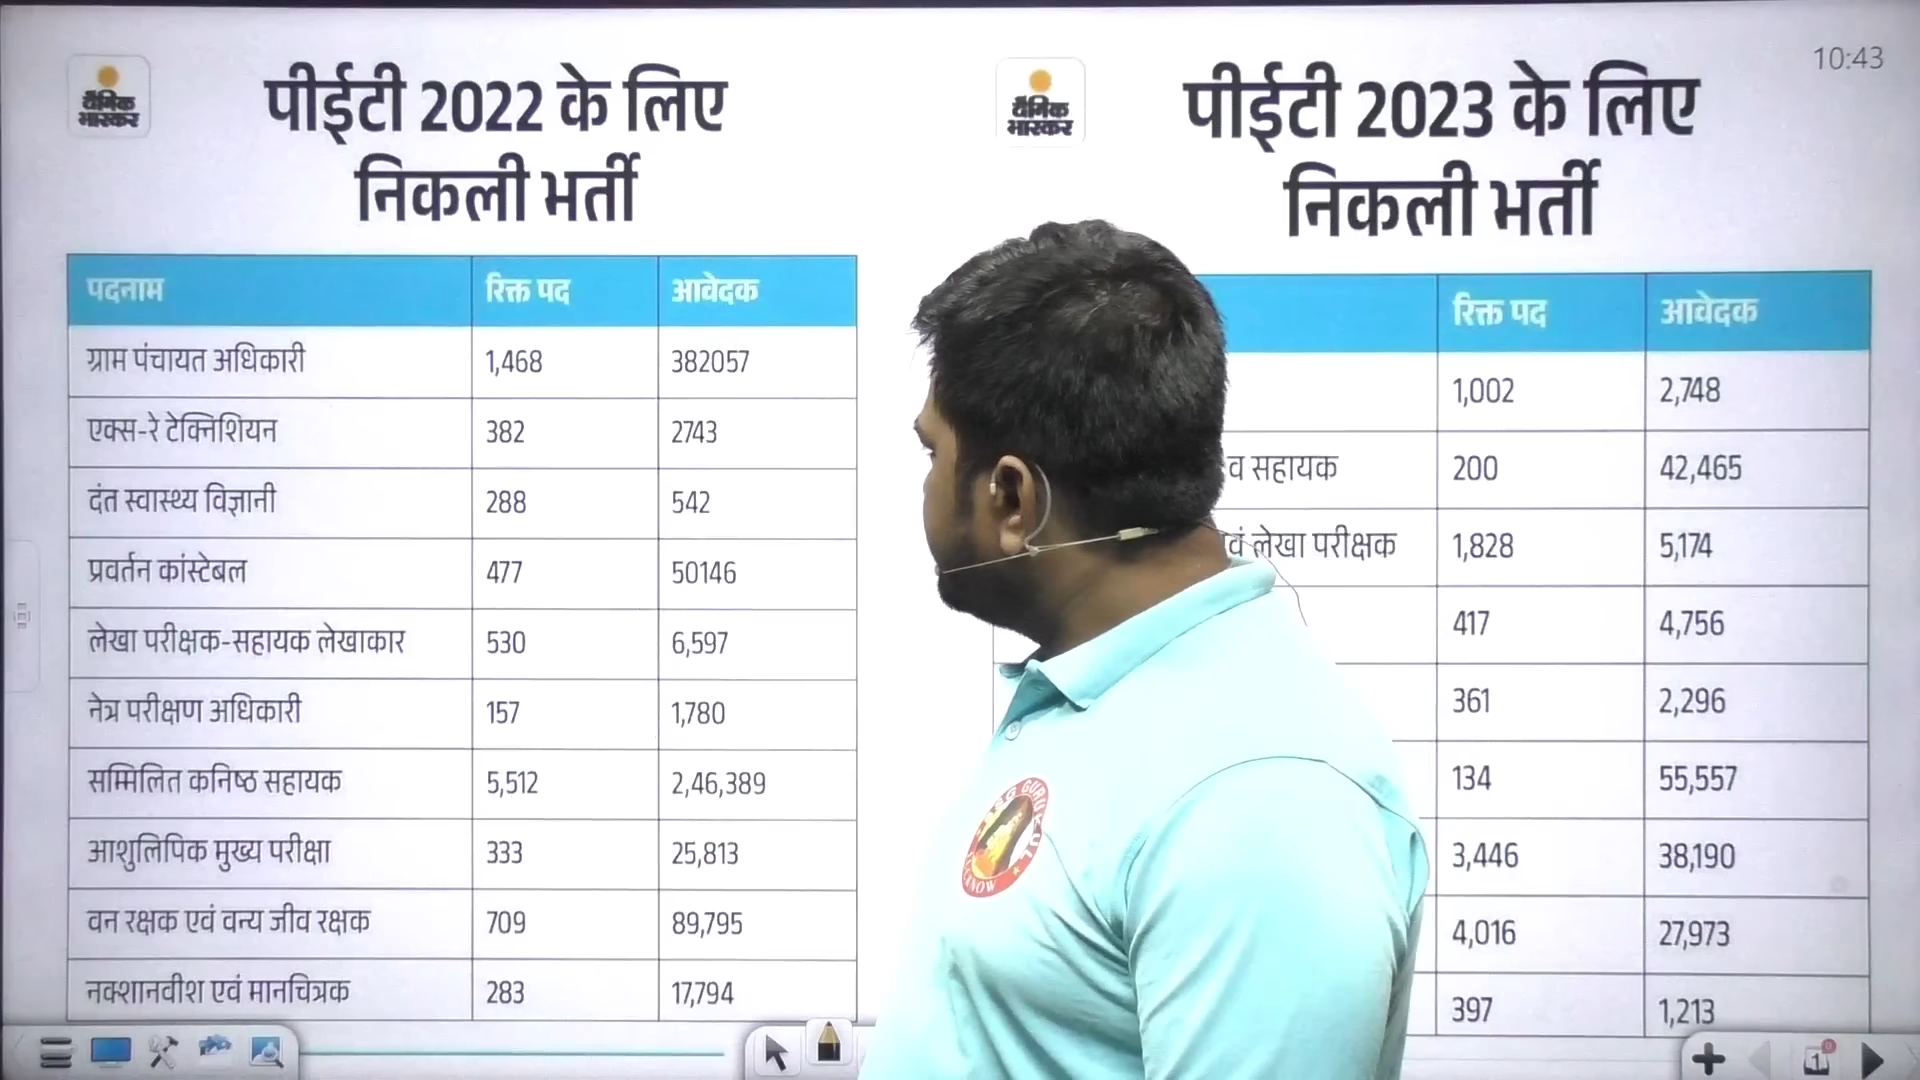 10:43
दैनिक
भास्कर
पीईटी 2022 के लिए
निकली भर्ती
पदनाम रिक्त पद आवेदक
ग्राम पंचायत अधिकारी 1,468 382057
एक्स-रे टेक्निशियन 382 2743
दंत स्वास्थ्य विज्ञानी 288 542
प्रवर्तन कांस्टेबल 477 50146
लेखा परीक्षक-सहायक लेखाकार 530 6,597
नेत्र परीक्षण अधिकारी 157 1,780
सम्मिलित कनिष्ठ सहायक 5,512 2,46,389
आशुलिपिक मुख्य परीक्षा 333 25,813
वन रक्षक एवं वन्य जीव रक्षक 709 89,795
नक्शानवीश एवं मानचित्रक 283 17,794
दैनिक
भास्कर
पीईटी 2023 के लिए
निकली भर्ती
रिक्त पद आवेदक
1,002 2,748
व सहायक 200 42,465
वं लेखा परीक्षक 1,828 5,174
417 4,756
361 2,296
134 55,557
3,446 38,190
4,016 27,973
397 1,213
GURUKUL
1